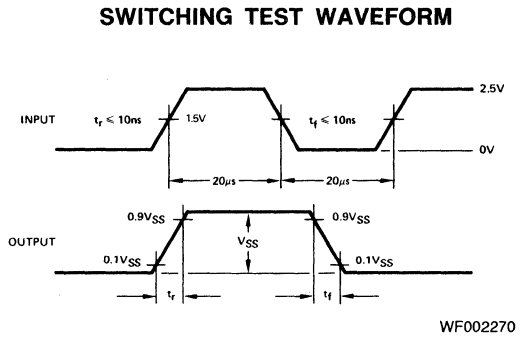 SWITCHING TEST WAVEFORM
2.5V
INPUT
tr ≤ 10ns
1.5V
tf ≤ 10ns
0V
20μs
20μs
0.9VSS
0.9VSS
VSS
OUTPUT
0.1VSS
0.1VSS
tr
tf
WF002270